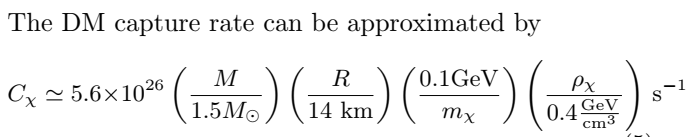 The DM capture rate can be approximated by
C_χ ≃ 5.6×10^26 (M / 1.5M_⊙) (R / 14 km) (0.1GeV / m_χ) (ρ_χ / 0.4 GeV/cm^3) s^−1